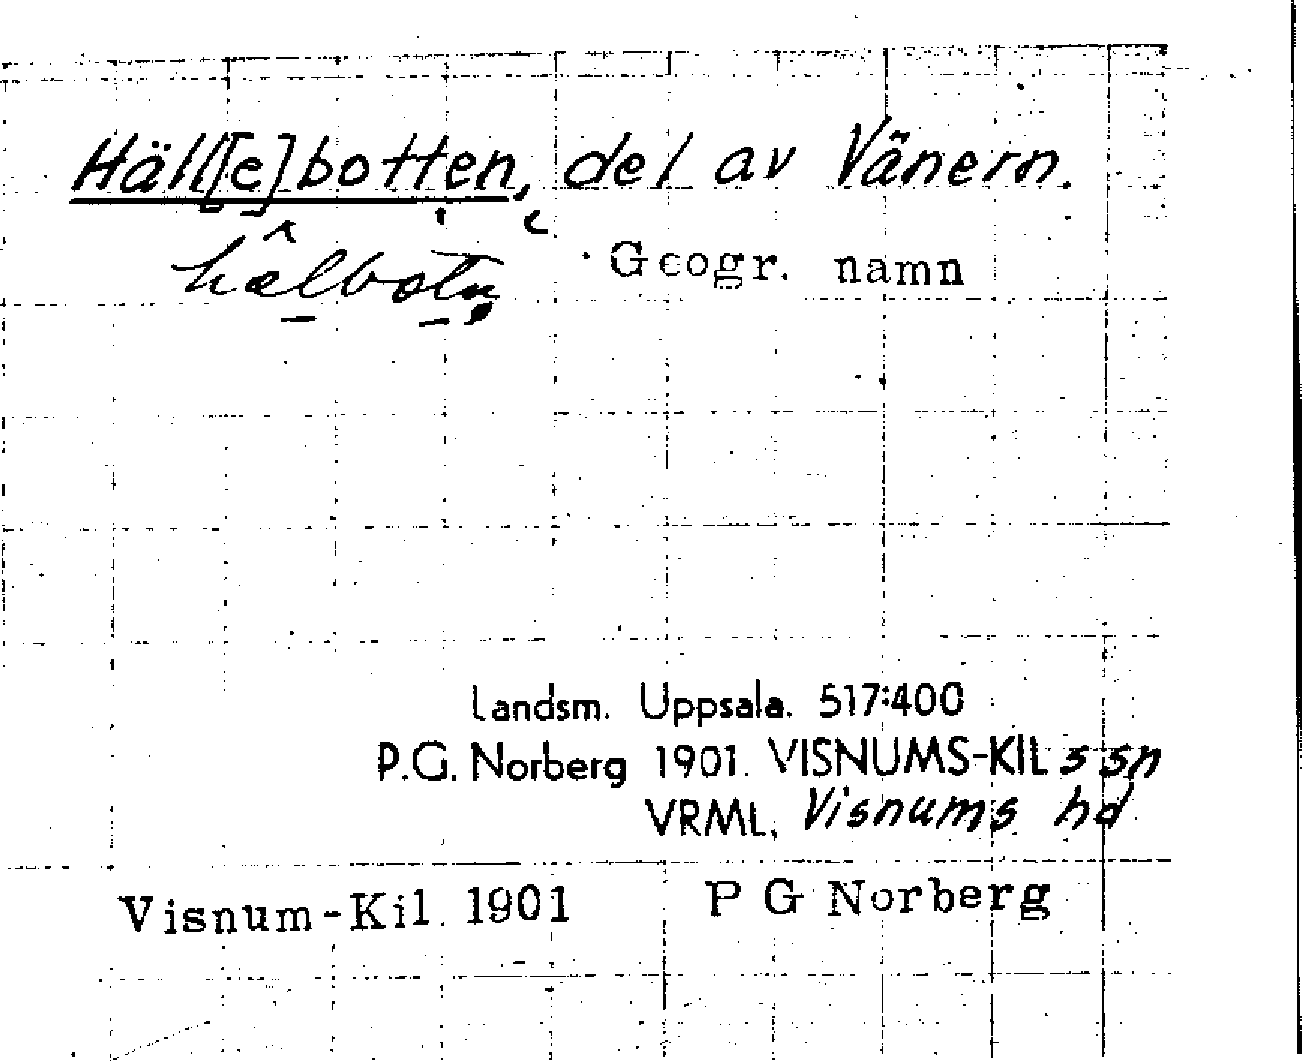 Häll[e]botten, del av Vänern.
hælbotn Geogr. namn
Landsm. Uppsala. 517:400
P.G. Norberg 1901. VISNUMS-KIL s sn
VRML, Visnums hd
Visnum-Kil. 1901 P G Norberg